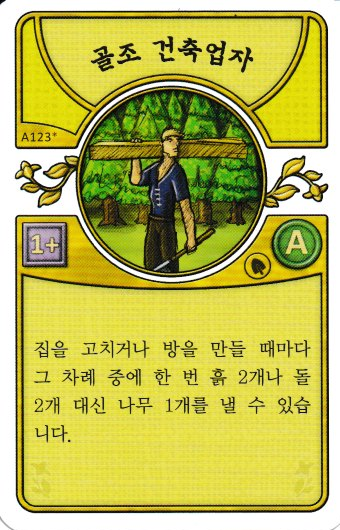 골조 건축업자
A123*
1+
A
집을 고치거나 방을 만들 때마다
그 차례 중에 한 번 흙 2개나 돌
2개 대신 나무 1개를 낼 수 있습
니다.